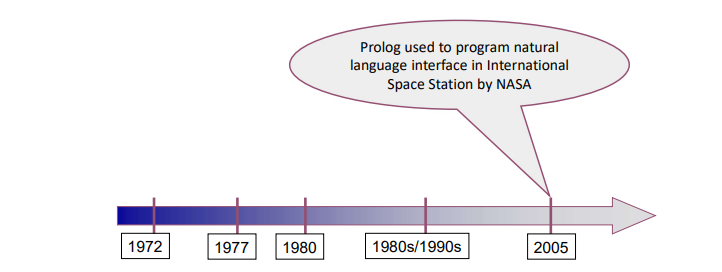 Prolog used to program natural
language interface in International
Space Station by NASA
1972
1977
1980
1980s/1990s
2005